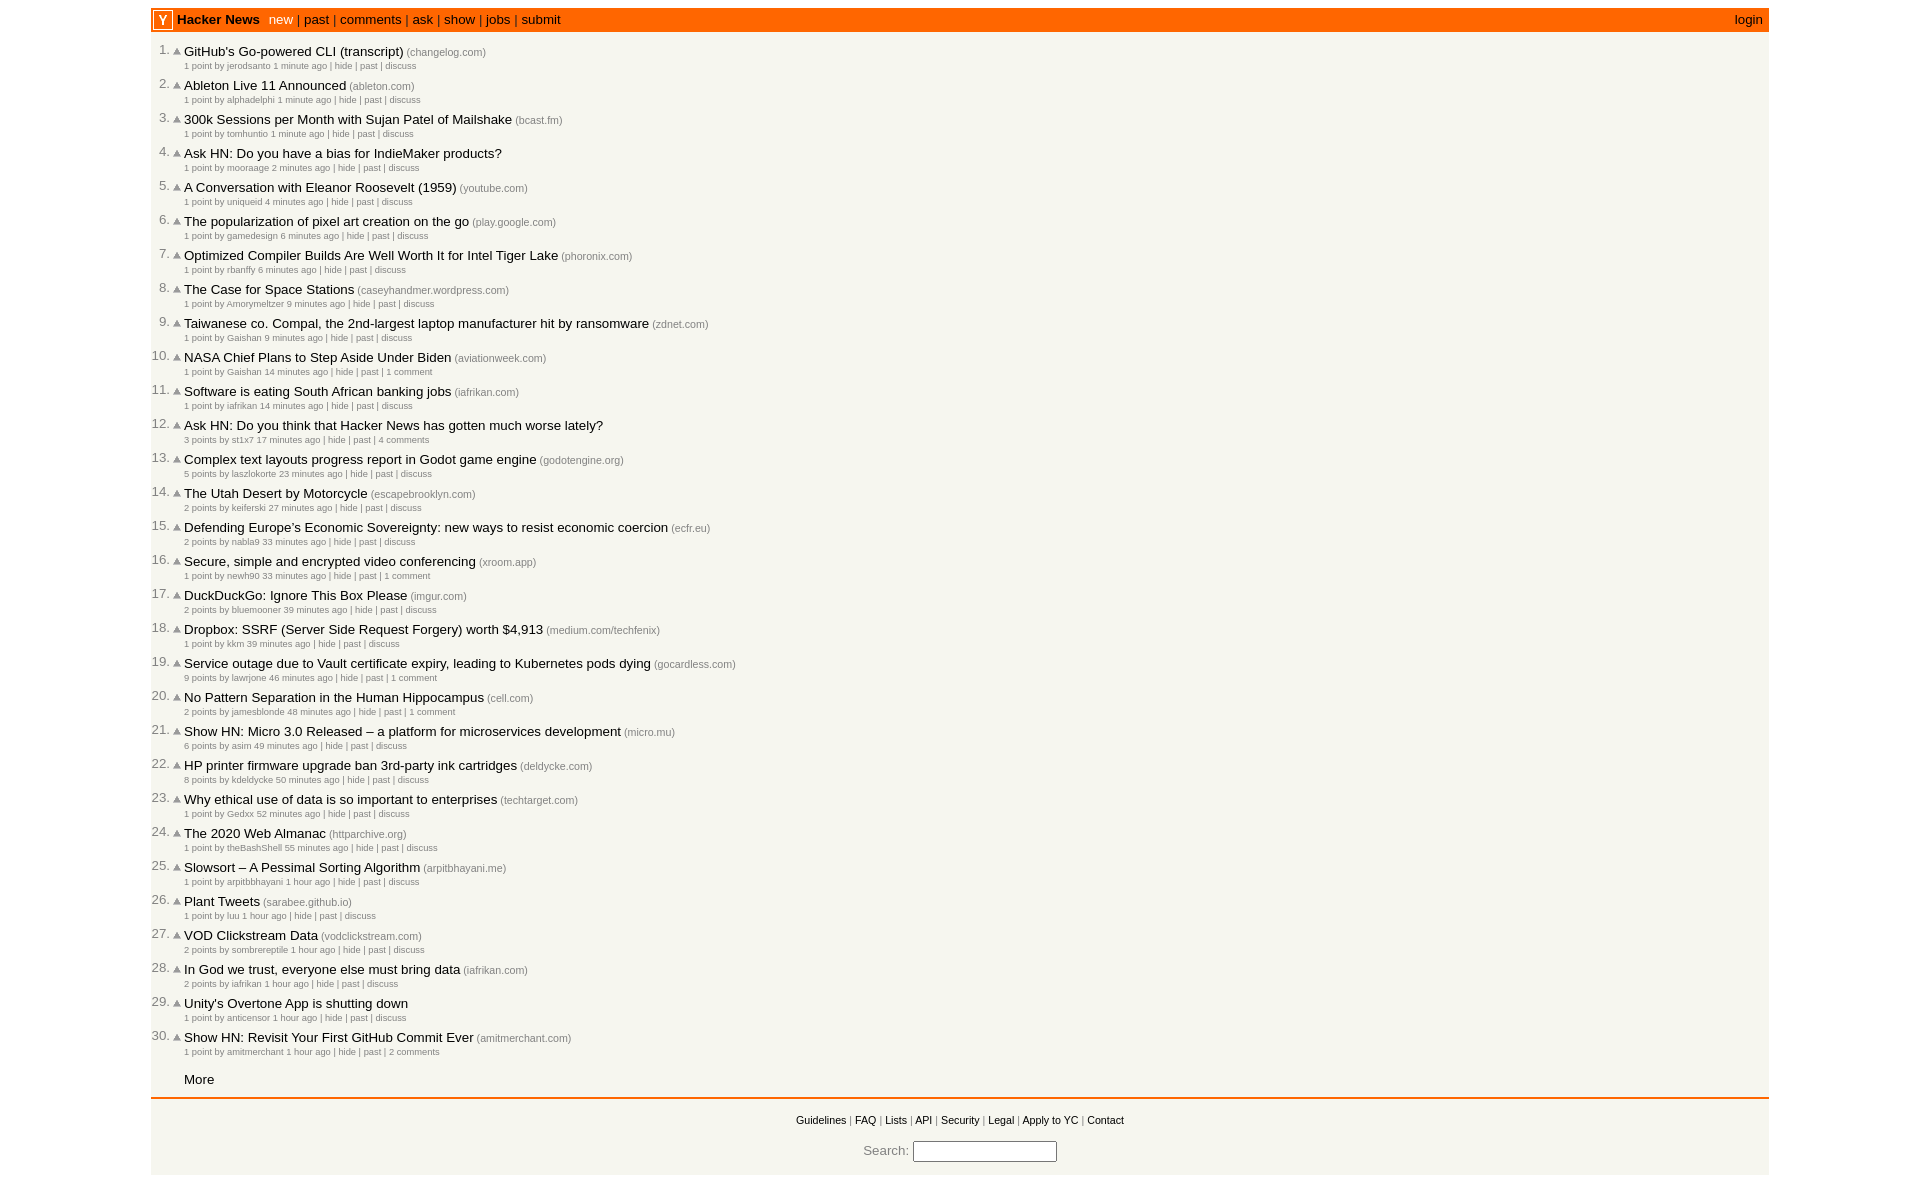 Y Hacker News new | past | comments | ask | show | jobs | submit login
1. GitHub's Go-powered CLI (transcript) (changelog.com)
1 point by jerodsanto 1 minute ago | hide | past | discuss
2. Ableton Live 11 Announced (ableton.com)
1 point by alphadelphi 1 minute ago | hide | past | discuss
3. 300k Sessions per Month with Sujan Patel of Mailshake (bcast.fm)
1 point by tomhuntio 1 minute ago | hide | past | discuss
4. Ask HN: Do you have a bias for IndieMaker products?
1 point by mooraage 2 minutes ago | hide | past | discuss
5. A Conversation with Eleanor Roosevelt (1959) (youtube.com)
1 point by uniqueid 4 minutes ago | hide | past | discuss
6. The popularization of pixel art creation on the go (play.google.com)
1 point by gamedesign 6 minutes ago | hide | past | discuss
7. Optimized Compiler Builds Are Well Worth It for Intel Tiger Lake (phoronix.com)
1 point by rbanffy 6 minutes ago | hide | past | discuss
8. The Case for Space Stations (caseyhandmer.wordpress.com)
1 point by Amorymeltzer 9 minutes ago | hide | past | discuss
9. Taiwanese co. Compal, the 2nd-largest laptop manufacturer hit by ransomware (zdnet.com)
1 point by Gaishan 9 minutes ago | hide | past | discuss
10. NASA Chief Plans to Step Aside Under Biden (aviationweek.com)
1 point by Gaishan 14 minutes ago | hide | past | 1 comment
11. Software is eating South African banking jobs (iafrikan.com)
1 point by iafrikan 14 minutes ago | hide | past | discuss
12. Ask HN: Do you think that Hacker News has gotten much worse lately?
3 points by st1x7 17 minutes ago | hide | past | 4 comments
13. Complex text layouts progress report in Godot game engine (godotengine.org)
5 points by laszlokorte 23 minutes ago | hide | past | discuss
14. The Utah Desert by Motorcycle (escapebrooklyn.com)
2 points by keiferski 27 minutes ago | hide | past | discuss
15. Defending Europe’s Economic Sovereignty: new ways to resist economic coercion (ecfr.eu)
2 points by nabla9 33 minutes ago | hide | past | discuss
16. Secure, simple and encrypted video conferencing (xroom.app)
1 point by newh90 33 minutes ago | hide | past | 1 comment
17. DuckDuckGo: Ignore This Box Please (imgur.com)
2 points by bluemooner 39 minutes ago | hide | past | discuss
18. Dropbox: SSRF (Server Side Request Forgery) worth $4,913 (medium.com/techfenix)
1 point by kkm 39 minutes ago | hide | past | discuss
19. Service outage due to Vault certificate expiry, leading to Kubernetes pods dying (gocardless.com)
9 points by lawrjone 46 minutes ago | hide | past | 1 comment
20. No Pattern Separation in the Human Hippocampus (cell.com)
2 points by jamesblonde 48 minutes ago | hide | past | 1 comment
21. Show HN: Micro 3.0 Released – a platform for microservices development (micro.mu)
6 points by asim 49 minutes ago | hide | past | discuss
22. HP printer firmware upgrade ban 3rd-party ink cartridges (deldycke.com)
8 points by kdeldycke 50 minutes ago | hide | past | discuss
23. Why ethical use of data is so important to enterprises (techtarget.com)
1 point by Gedxx 52 minutes ago | hide | past | discuss
24. The 2020 Web Almanac (httparchive.org)
1 point by theBashShell 55 minutes ago | hide | past | discuss
25. Slowsort – A Pessimal Sorting Algorithm (arpitbhayani.me)
1 point by arpitbbhayani 1 hour ago | hide | past | discuss
26. Plant Tweets (sarabee.github.io)
1 point by luu 1 hour ago | hide | past | discuss
27. VOD Clickstream Data (vodclickstream.com)
2 points by sombrereptile 1 hour ago | hide | past | discuss
28. In God we trust, everyone else must bring data (iafrikan.com)
2 points by iafrikan 1 hour ago | hide | past | discuss
29. Unity's Overtone App is shutting down
1 point by anticensor 1 hour ago | hide | past | discuss
30. Show HN: Revisit Your First GitHub Commit Ever (amitmerchant.com)
1 point by amitmerchant 1 hour ago | hide | past | 2 comments
More
Guidelines | FAQ | Lists | API | Security | Legal | Apply to YC | Contact
Search: